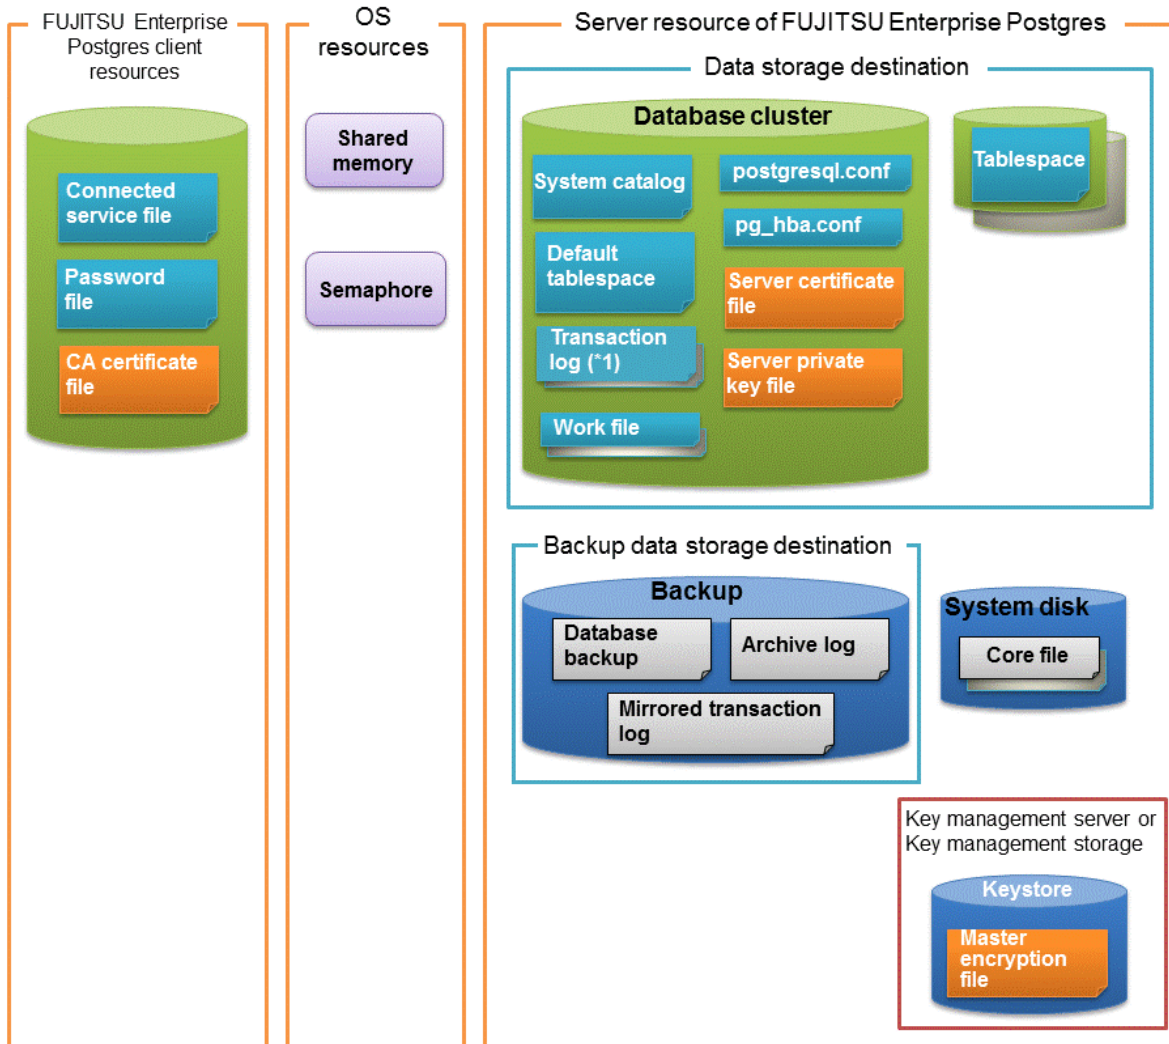 FUJITSU Enterprise
Postgres client
resources
Connected
service file
Password
file
CA certificate
file
OS
resources
Shared
memory
Semaphore
Server resource of FUJITSU Enterprise Postgres
Data storage destination
Database cluster
System catalog
Default
tablespace
Transaction
log (*1)
Work file
postgresql.conf
pg_hba.conf
Server certificate
file
Server private
key file
Tablespace
Backup data storage destination
Backup
Database
backup
Archive log
Mirrored transaction
log
System disk
Core file
Key management server or
Key management storage
Keystore
Master
encryption
file